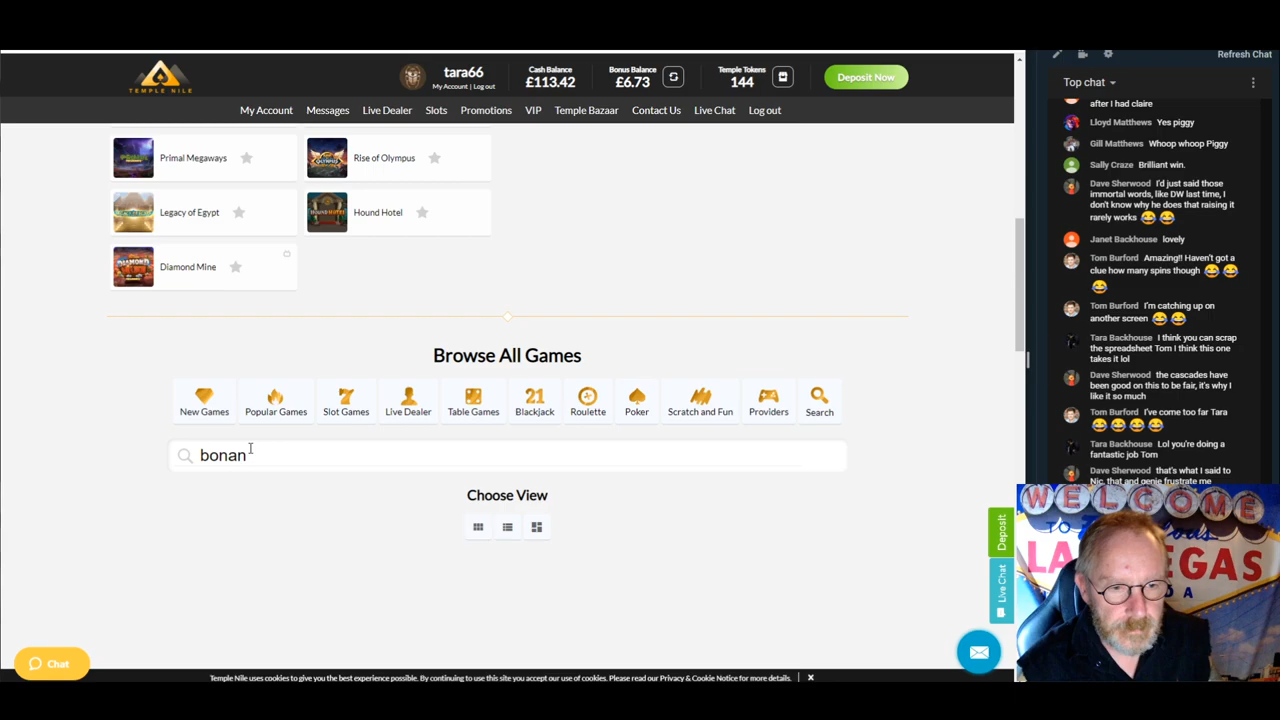 TEMPLE NILE
tara66
My Account | Log out
Cash Balance
£113.42
Bonus Balance
£6.73
Temple Tokens
144
Deposit Now
My Account Messages Live Dealer Slots Promotions VIP Temple Bazaar Contact Us Live Chat Log out
Primal Megaways
Rise of Olympus
Legacy of Egypt
Hound Hotel
Diamond Mine
Browse All Games
New Games Popular Games Slot Games Live Dealer Table Games Blackjack Roulette Poker Scratch and Fun Providers Search
bonan
Choose View
Deposit
Live Chat
Chat
Temple Nile uses cookies to give you the best experience possible. By continuing to use this site you accept our use of cookies. Please read our Privacy & Cookie Notice for more details.
Refresh Chat
Top chat
after I had claire
Lloyd Matthews Yes piggy
Gill Matthews Whoop whoop Piggy
Sally Craze Brilliant win.
Dave Sherwood I'd just said those
immortal words, like DW last time, I
don't know why he does that raising it
rarely works
Janet Backhouse lovely
Tom Burford Amazing!! Haven't got a
clue how many spins though
Tom Burford I'm catching up on
another screen
Tara Backhouse I think you can scrap
the spreadsheet Tom I think this one
takes it lol
Dave Sherwood the cascades have
been good on this to be fair, it's why I
like it so much
Tom Burford I've come too far Tara
Tara Backhouse Lol you're doing a
fantastic job Tom
Dave Sherwood that's what I said to
Nic, that and genie frustrate me
WELCOME
TO
LA VEGAS